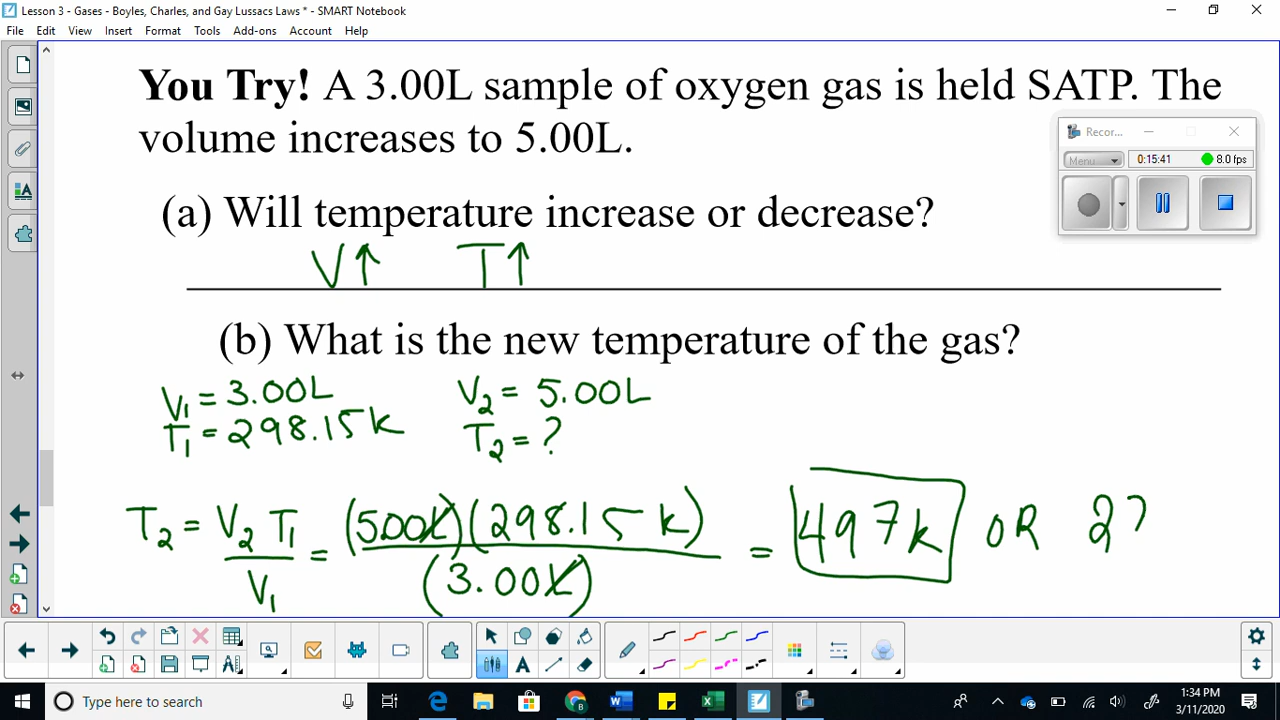 Lesson 3 - Gases - Boyles, Charles, and Gay Lussacs Laws * - SMART Notebook
File Edit View Insert Format Tools Add-ons Account Help
You Try! A 3.00L sample of oxygen gas is held SATP. The
volume increases to 5.00L.
Recor...
Menu 0:15:41 8.0 fps
(a) Will temperature increase or decrease?
V↑ T↑
(b) What is the new temperature of the gas?
V1 = 3.00L V2 = 5.00L
T1 = 298.15K T2 = ?
T2 = V2 T1 / V1 = (5.00L)(298.15 K) / (3.00L) = 497K OR 2
Type here to search
1:34 PM
3/11/2020